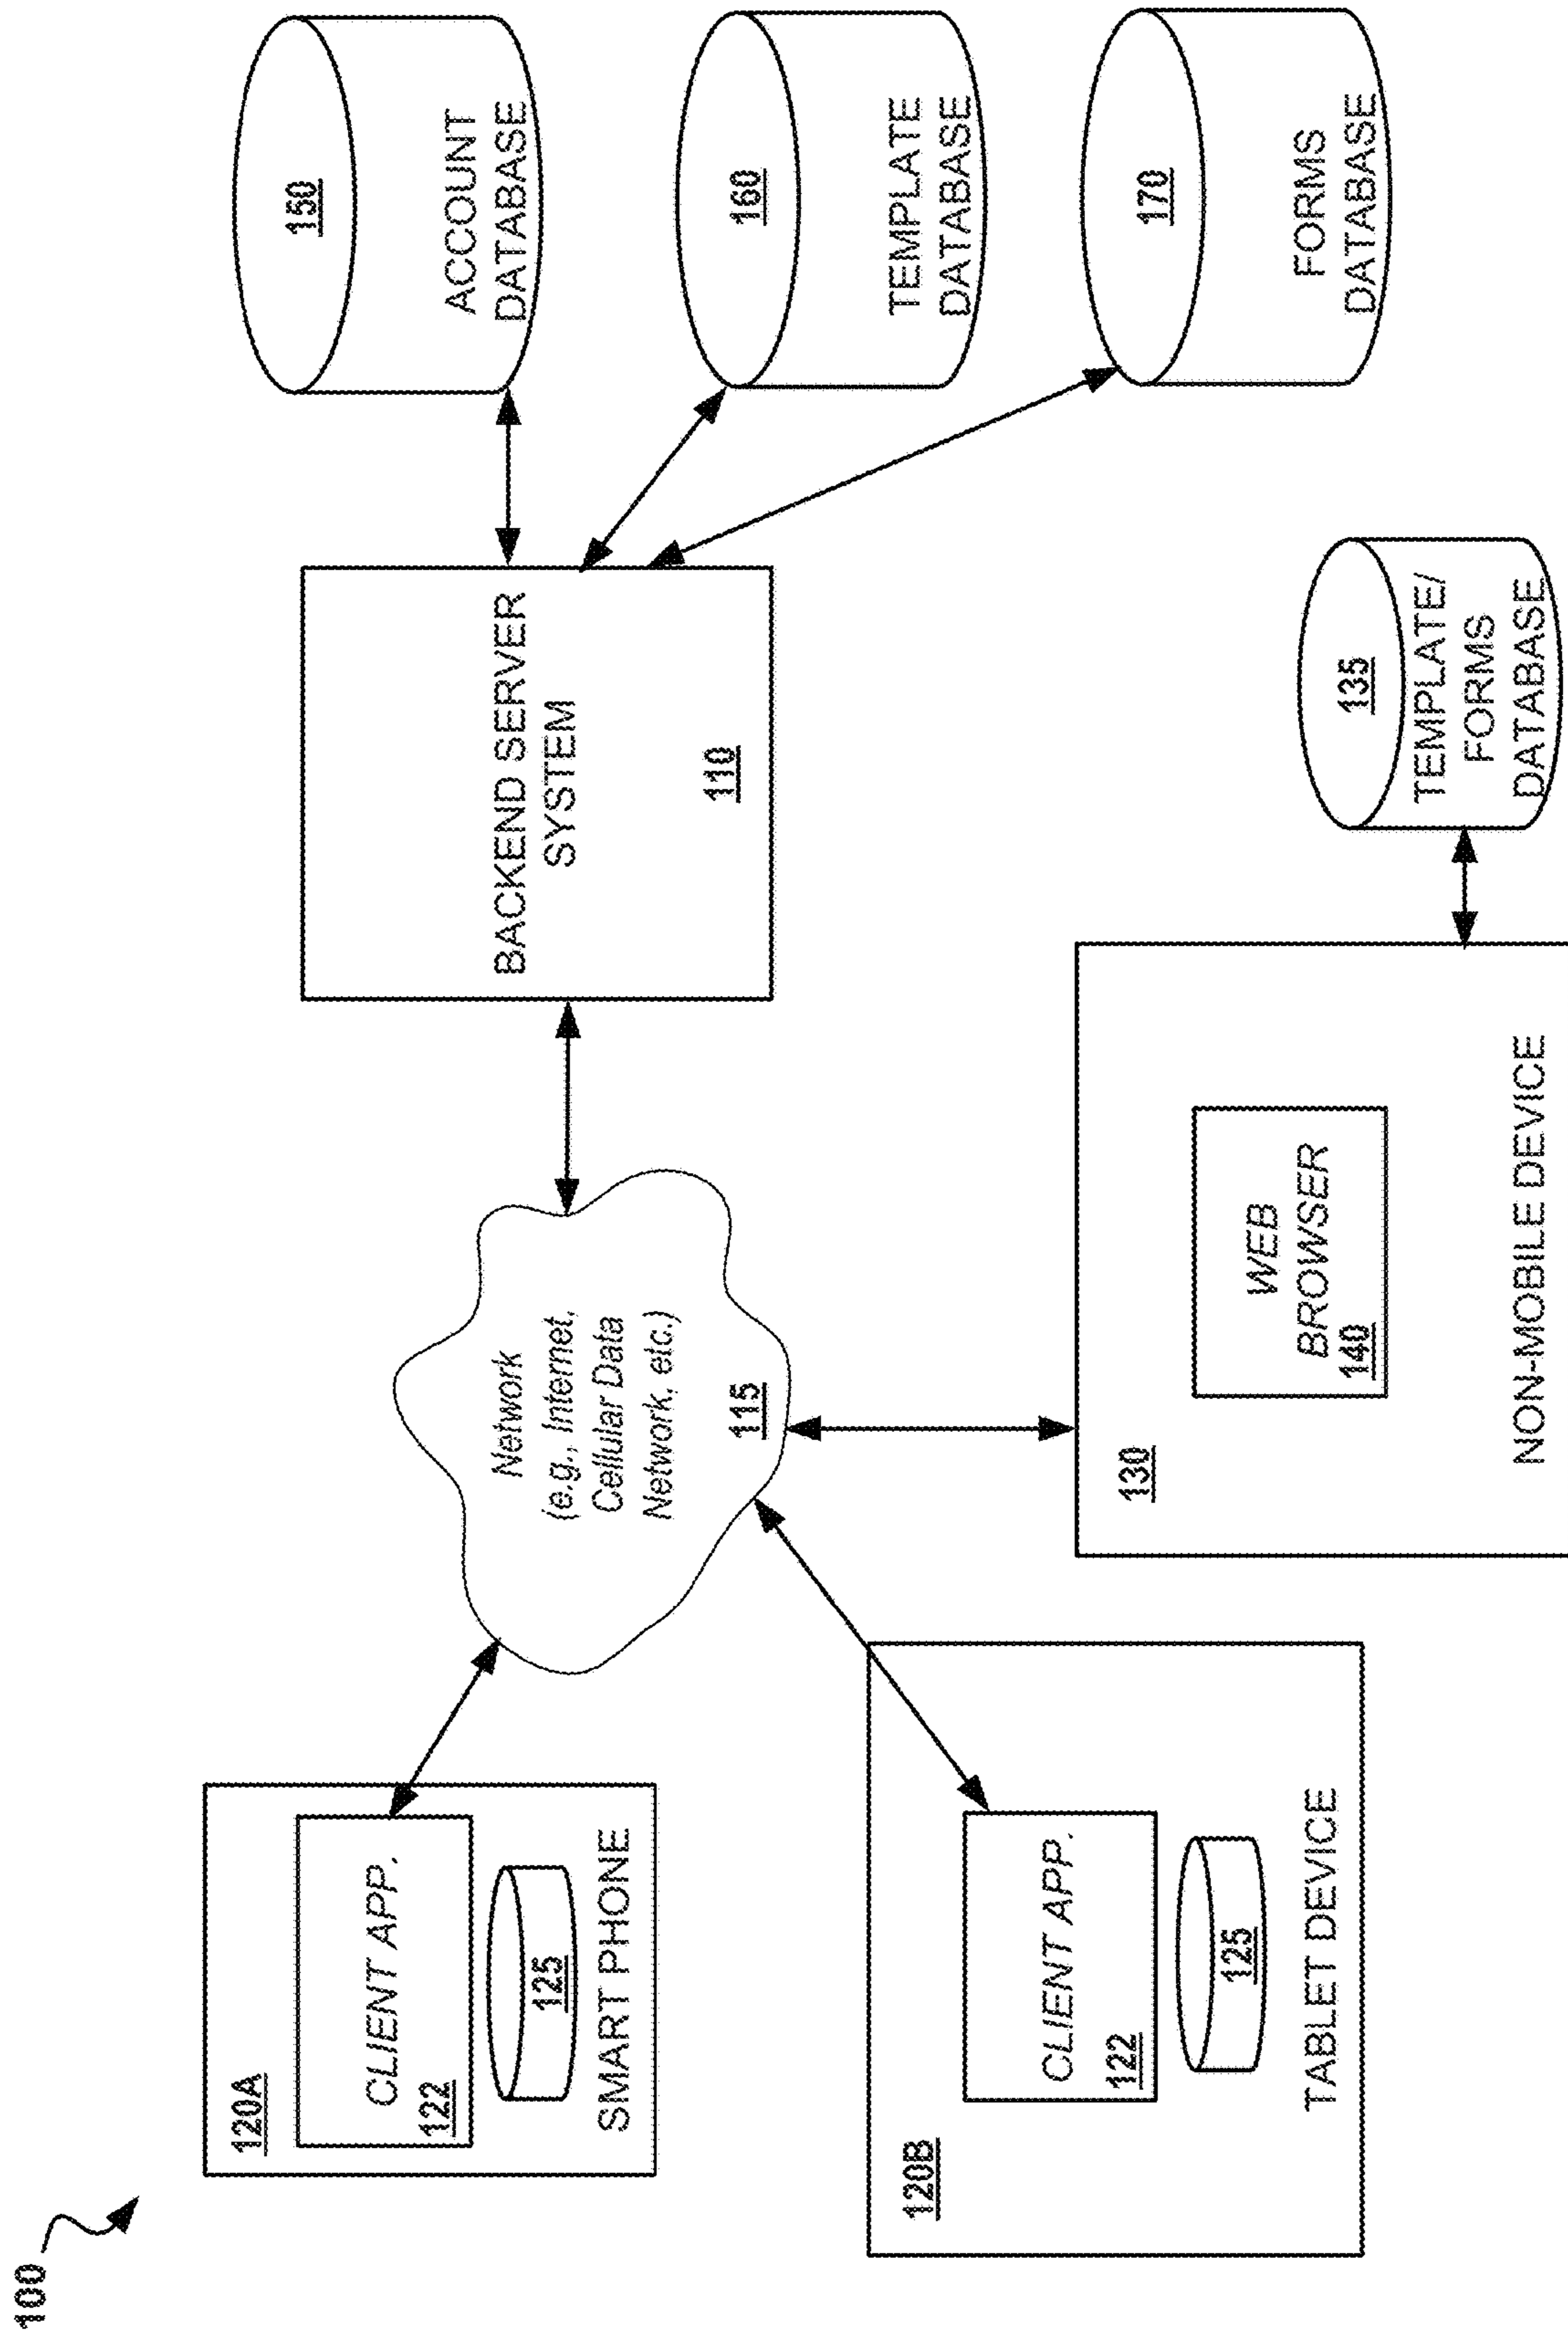 100
120A
CLIENT APP.
122
125
SMART PHONE
120B
CLIENT APP.
122
125
TABLET DEVICE
Network
(e.g., Internet,
Cellular Data
Network, etc.)
115
130
WEB
BROWSER
140
NON-MOBILE DEVICE
BACKEND SERVER
SYSTEM
110
135
TEMPLATE/
FORMS
DATABASE
150
ACCOUNT
DATABASE
160
TEMPLATE
DATABASE
170
FORMS
DATABASE